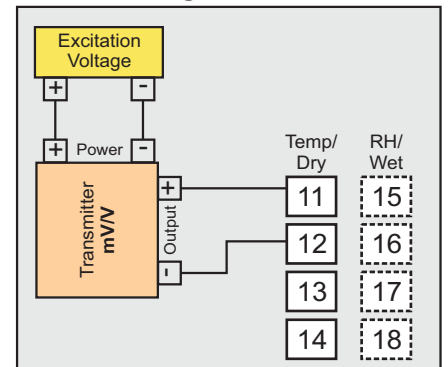 Excitation
Voltage
+ -
+ Power -
Transmitter
mV/V
+
Output
-
Temp/
Dry
RH/
Wet
11 15
12 16
13 17
14 18